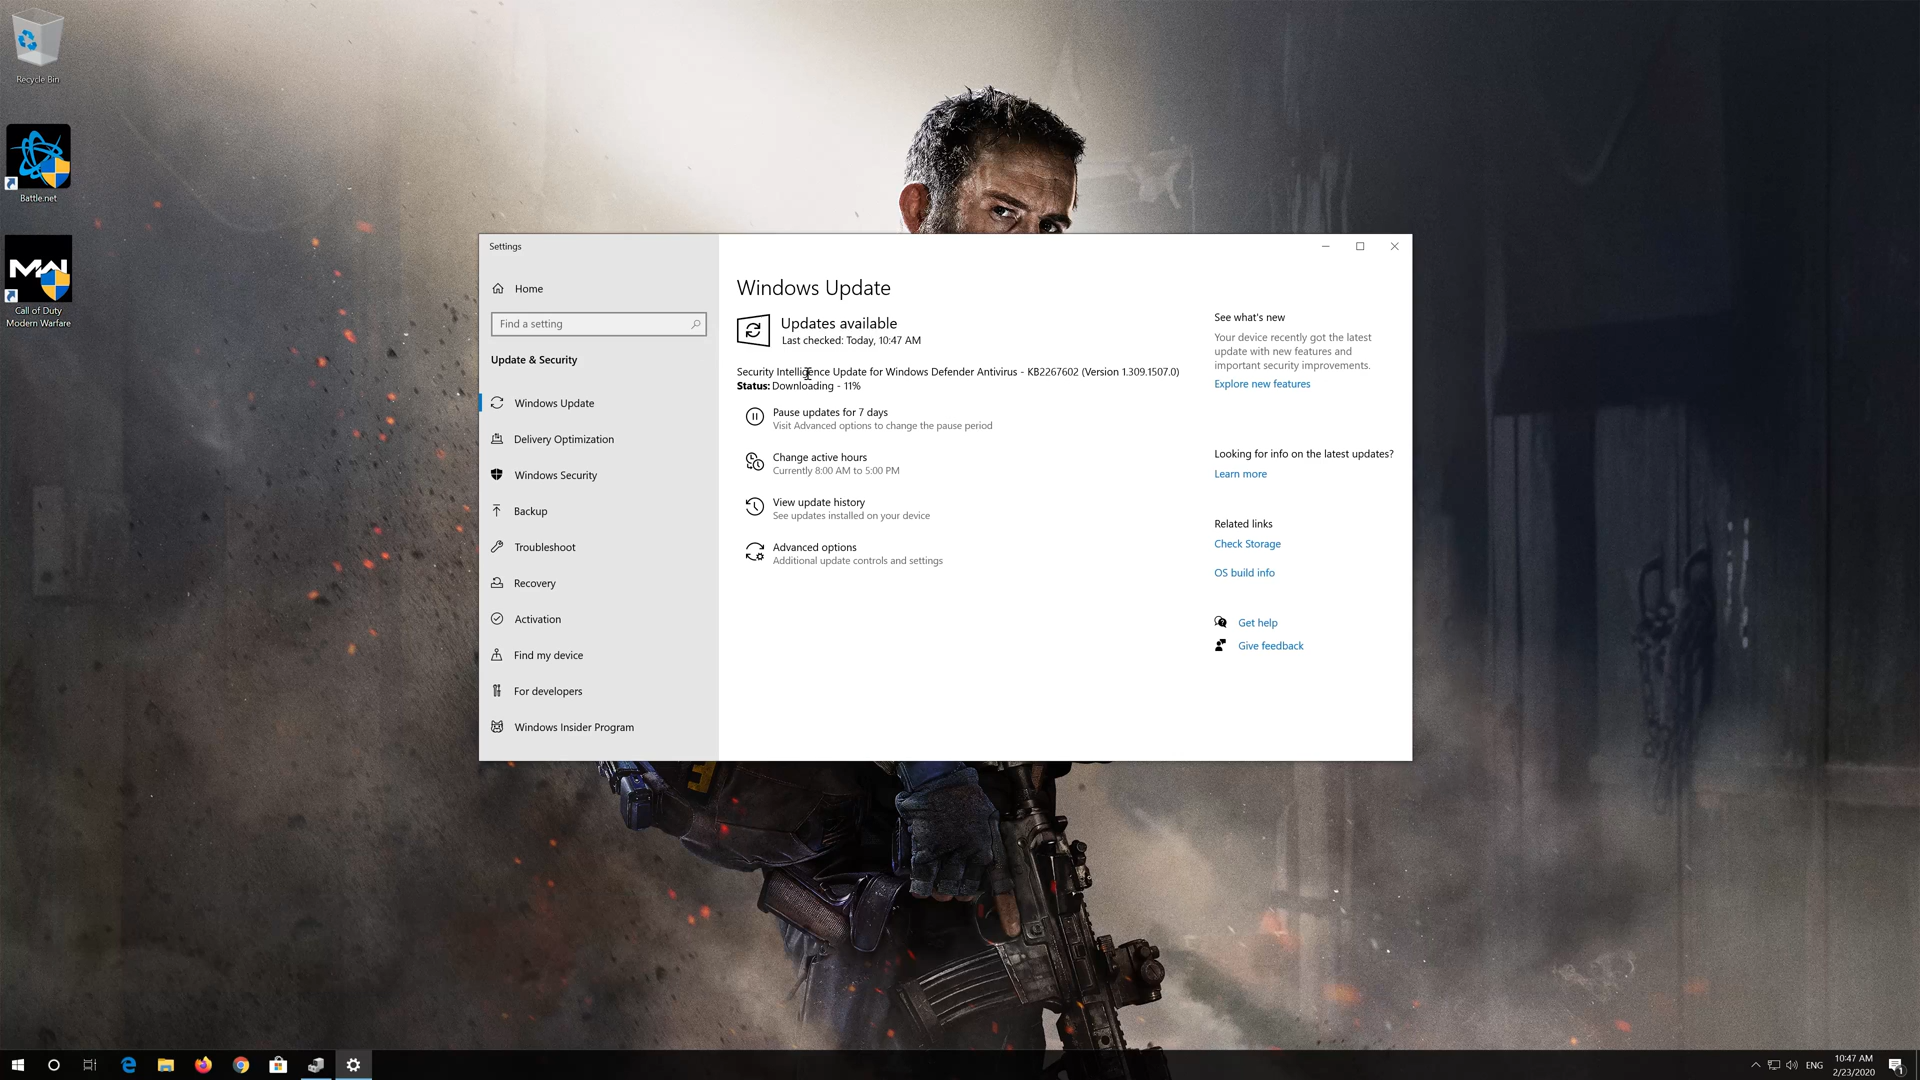 Recycle Bin
Battle.net
MW
Call of Duty
Modern Warfare
Settings
Home
Find a setting
Update & Security
Windows Update
Delivery Optimization
Windows Security
Backup
Troubleshoot
Recovery
Activation
Find my device
For developers
Windows Insider Program
Windows Update
Updates available
Last checked: Today, 10:47 AM
Security Intelligence Update for Windows Defender Antivirus - KB2267602 (Version 1.309.1507.0)
Status: Downloading - 11%
Pause updates for 7 days
Visit Advanced options to change the pause period
Change active hours
Currently 8:00 AM to 5:00 PM
View update history
See updates installed on your device
Advanced options
Additional update controls and settings
See what's new
Your device recently got the latest
update with new features and
important security improvements.
Explore new features
Looking for info on the latest updates?
Learn more
Related links
Check Storage
OS build info
Get help
Give feedback
ENG
10:47 AM
2/23/2020
1